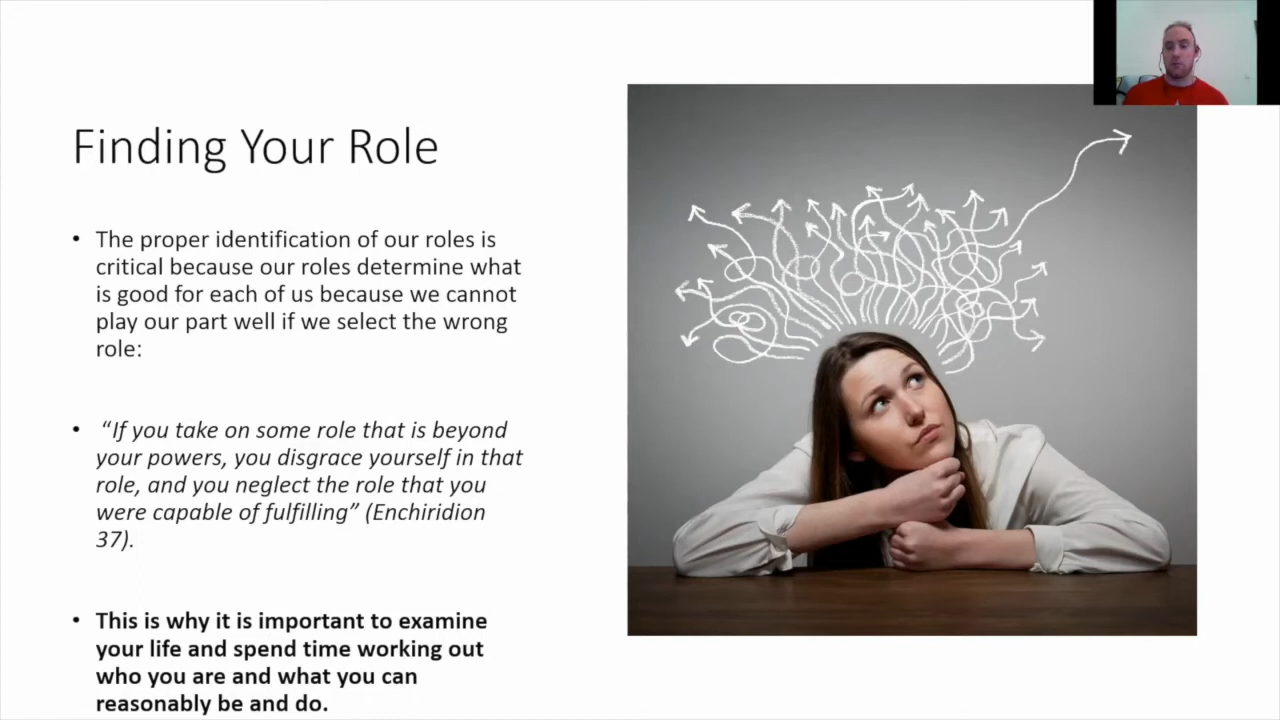 Finding Your Role
• The proper identification of our roles is
critical because our roles determine what
is good for each of us because we cannot
play our part well if we select the wrong
role:
• “If you take on some role that is beyond
your powers, you disgrace yourself in that
role, and you neglect the role that you
were capable of fulfilling” (Enchiridion
37).
• This is why it is important to examine
your life and spend time working out
who you are and what you can
reasonably be and do.